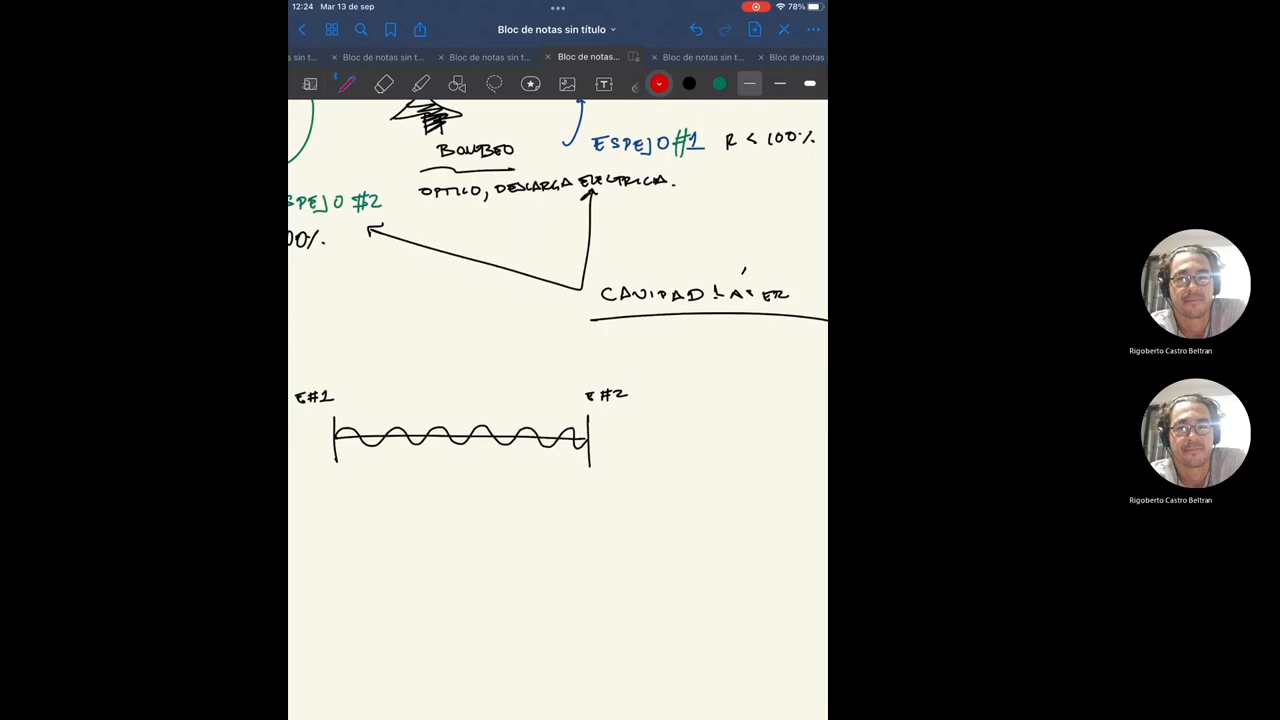 12:24 Mar 13 de sep
78%
Bloc de notas sin título
s sin t...
Bloc de notas sin t...
Bloc de notas sin t...
Bloc de notas...
Bloc de notas sin t...
Bloc de notas
BOMBEO
ESPEJO #1 R < 100%
OPTICO, DESCARGA ELECTRICA.
SPEJO #2
00%.
CAVIDAD LÁSER
E#1
E #2
Rigoberto Castro Beltran
Rigoberto Castro Beltran